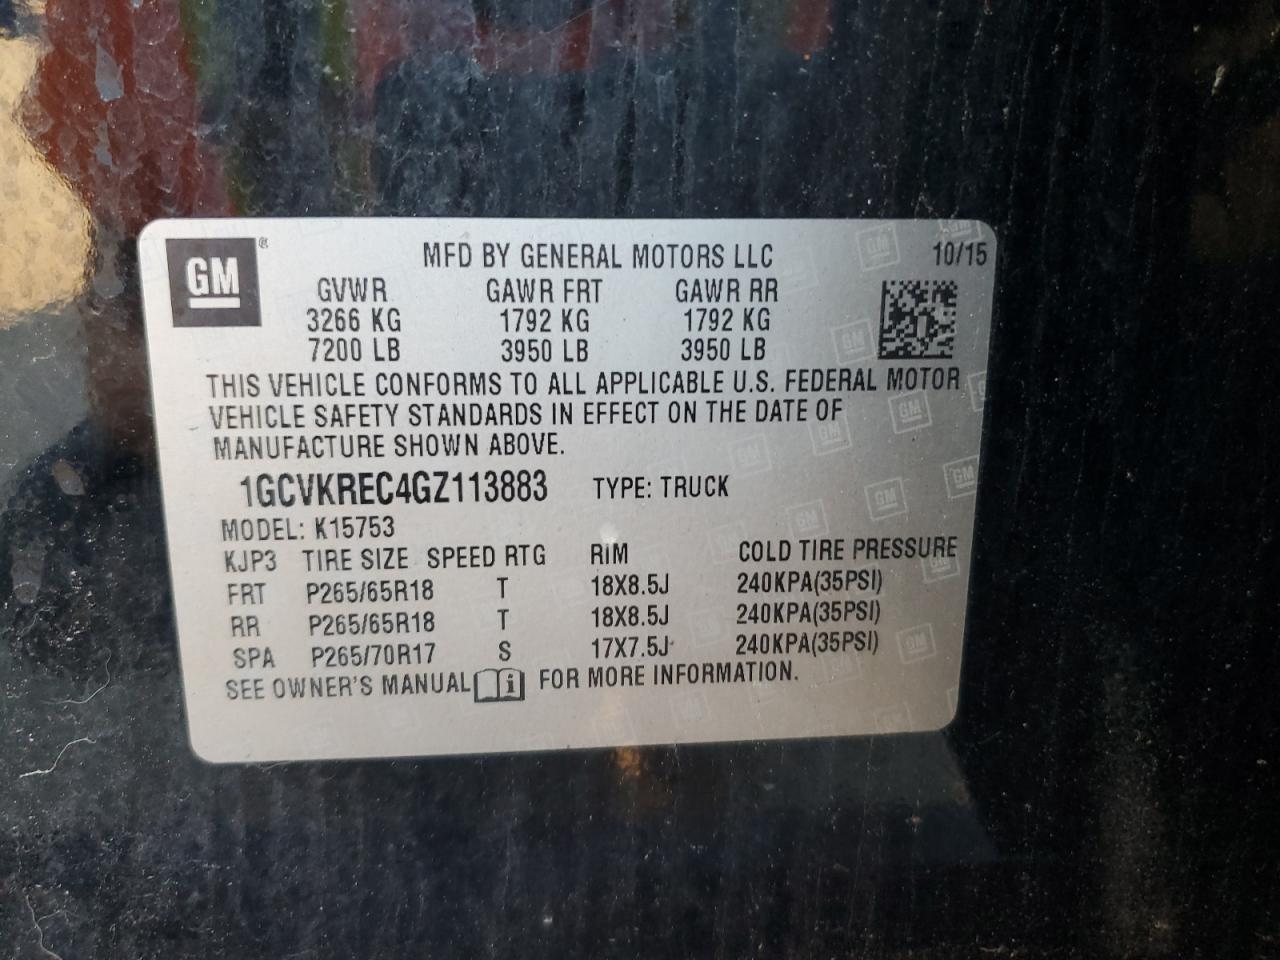 GM ® MFD BY GENERAL MOTORS LLC 10/15
GVWR GAWR FRT GAWR RR
3266 KG 1792 KG 1792 KG
7200 LB 3950 LB 3950 LB
THIS VEHICLE CONFORMS TO ALL APPLICABLE U.S. FEDERAL MOTOR
VEHICLE SAFETY STANDARDS IN EFFECT ON THE DATE OF
MANUFACTURE SHOWN ABOVE.
1GCVKREC4GZ113883 TYPE: TRUCK
MODEL: K15753
KJP3 TIRE SIZE SPEED RTG RIM COLD TIRE PRESSURE
FRT P265/65R18 T 18X8.5J 240KPA(35PSI)
RR P265/65R18 T 18X8.5J 240KPA(35PSI)
SPA P265/70R17 S 17X7.5J 240KPA(35PSI)
SEE OWNER'S MANUAL i FOR MORE INFORMATION.